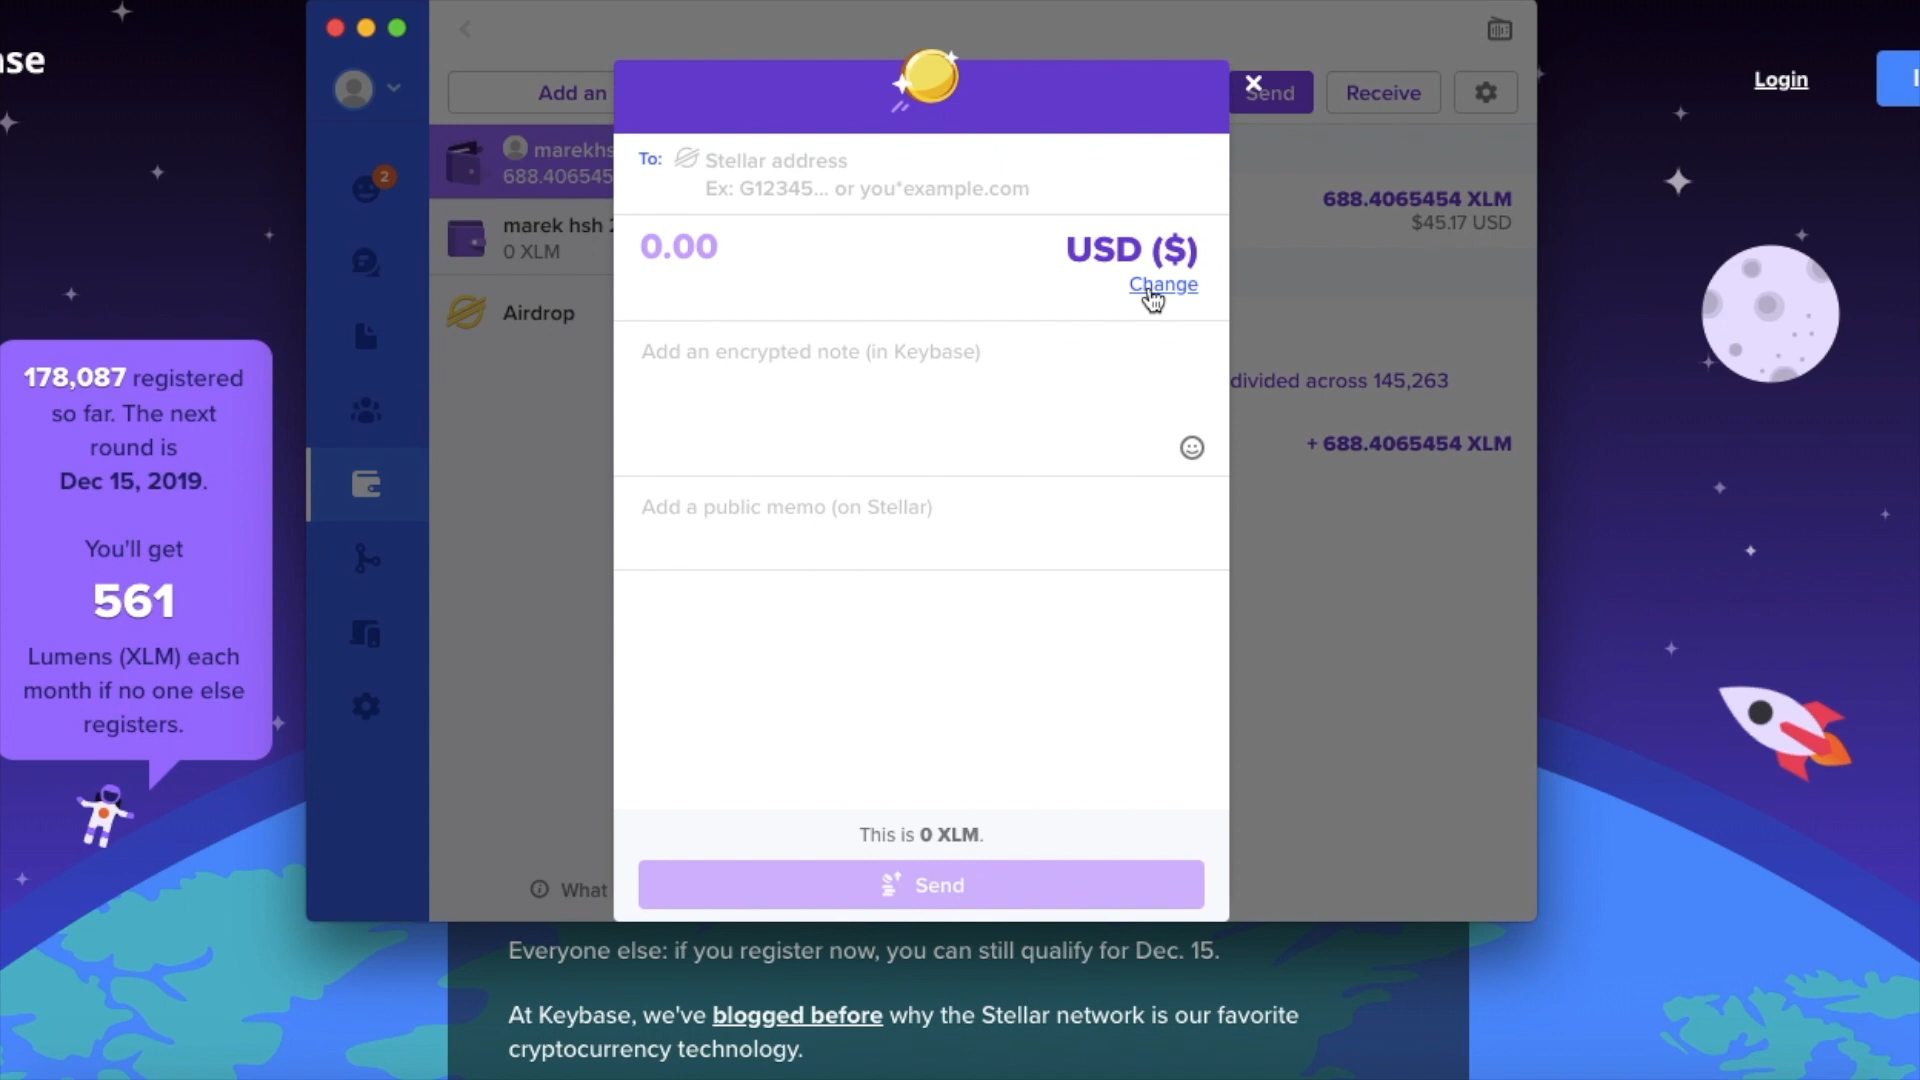 se
Login
178,087 registered
so far. The next
round is
Dec 15, 2019.
You'll get
561
Lumens (XLM) each
month if no one else
registers.
2
Add an
Send
Receive
marekhs
688.406545
marek hsh
0 XLM
Airdrop
What
To:
Stellar address
Ex: G12345... or you*example.com
0.00
USD ($)
Change
Add an encrypted note (in Keybase)
Add a public memo (on Stellar)
This is 0 XLM.
Send
688.4065454 XLM
$45.17 USD
divided across 145,263
+ 688.4065454 XLM
Everyone else: if you register now, you can still qualify for Dec. 15.
At Keybase, we've blogged before why the Stellar network is our favorite
cryptocurrency technology.